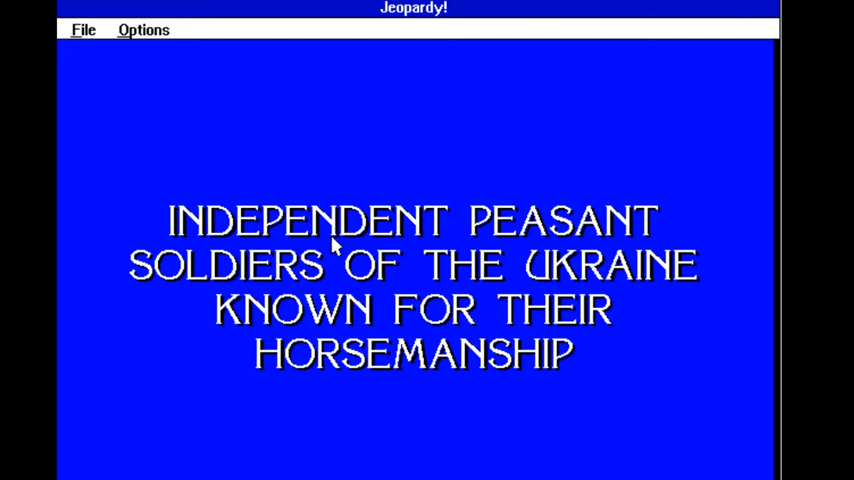 Jeopardy!
File Options
INDEPENDENT PEASANT
SOLDIERS OF THE UKRAINE
KNOWN FOR THEIR
HORSEMANSHIP